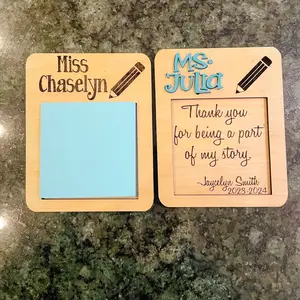 Miss
Chaselyn
Ms.
Julia
Thank you
for being a part
of my story.
-Jaycelyn Smith
2023-2024